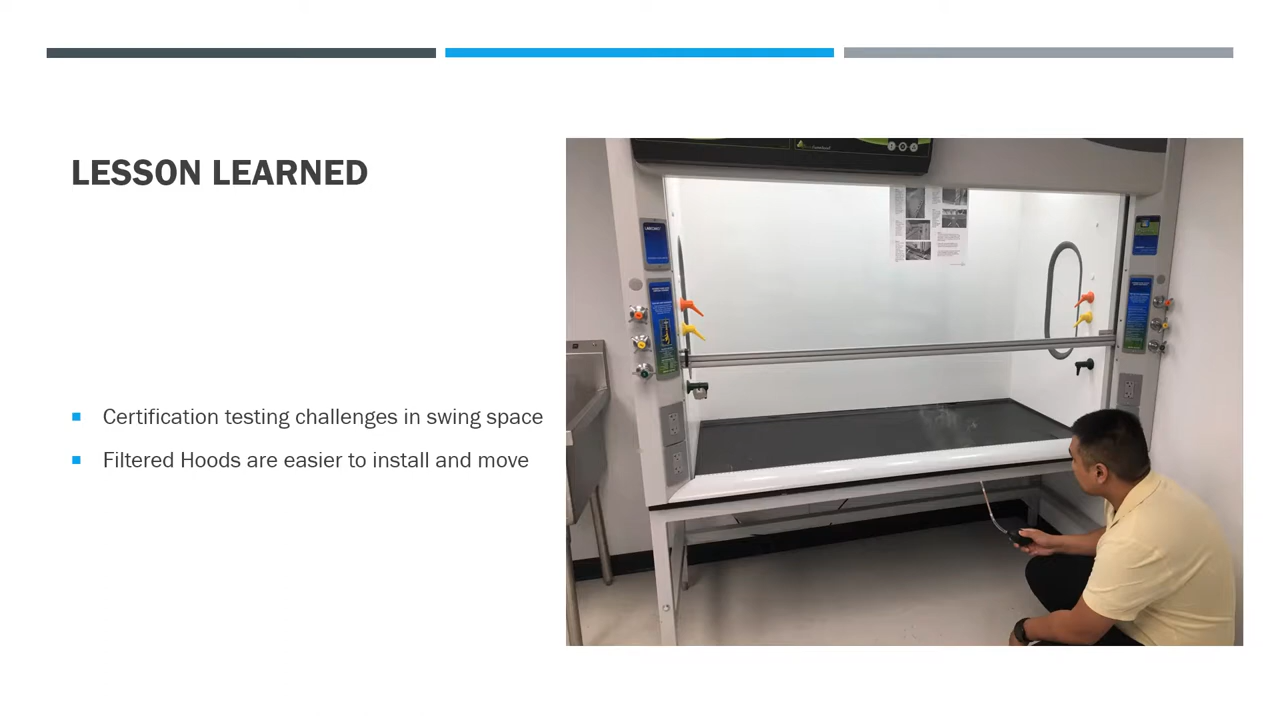 LESSON LEARNED
Certification testing challenges in swing space
Filtered Hoods are easier to install and move